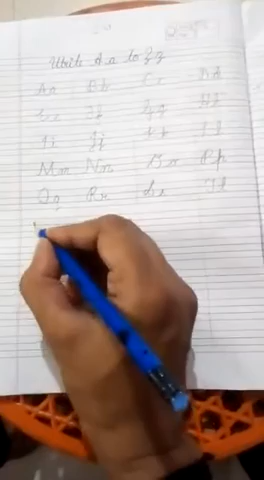 Write Aa to Zz
Aa Bb Cc Dd
Ee Ff Gg Hh
Ii Jj Kk Ll
Mm Nn Oo Pp
Qq Rr Ss Tt